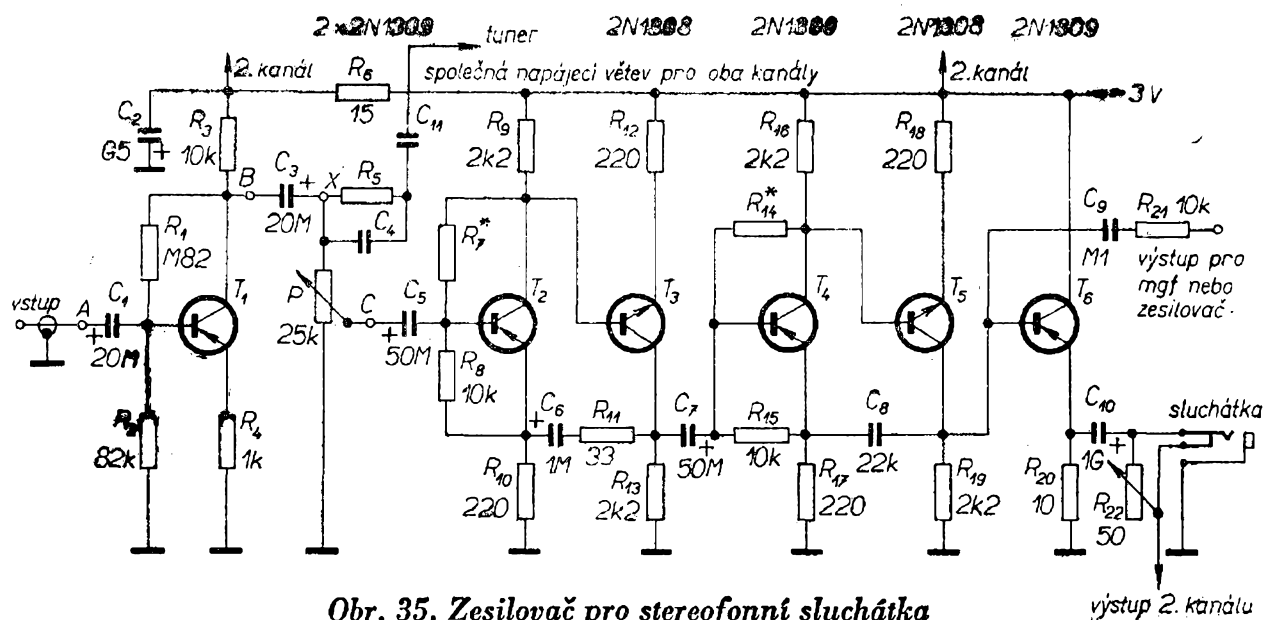 2×2N1309
tuner
2N1308
2N1309
2N1308
2N1309
2. kanál
R6
15
společná napájecí větev pro oba kanály
2. kanál
3V
C2
G5
+
R3
10k
C11
R9
2k2
R12
220
R16
2k2
R18
220
B
C3
+
20M
X
R5
C4
R1
M82
R7*
R14*
C9
M1
R21
10k
výstup pro
mgf nebo
zesilovač
vstup
A
C1
+
20M
T1
P
25k
C
C5
+
50M
T2
T3
T4
T5
T6
R8
10k
R2
82k
R4
1k
+
C6
1M
R11
33
C7
+
50M
R15
10k
C8
22k
C10
+
1G
sluchátka
R10
220
R13
2k2
R17
220
R19
2k2
R20
10
R22
50
Obr. 35. Zesilovač pro stereofonní sluchátka
výstup 2. kanálu